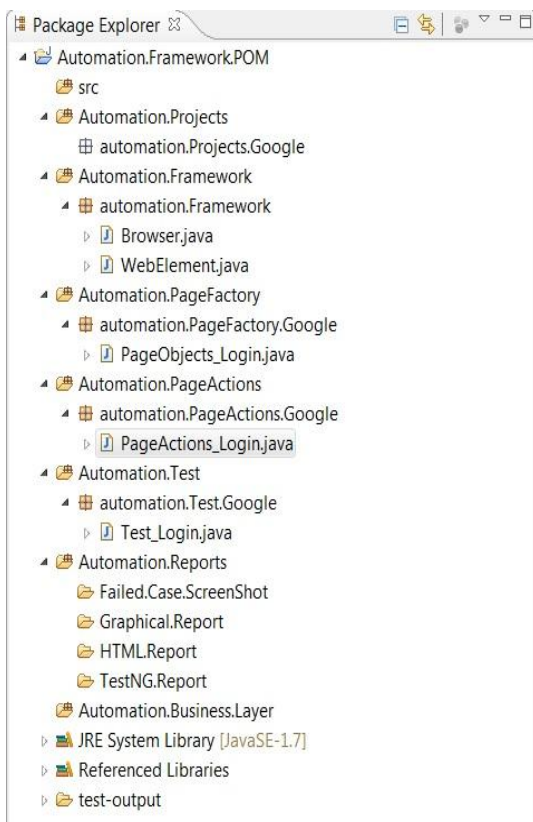 Package Explorer
Automation.Framework.POM
src
Automation.Projects
automation.Projects.Google
Automation.Framework
automation.Framework
Browser.java
WebElement.java
Automation.PageFactory
automation.PageFactory.Google
PageObjects_Login.java
Automation.PageActions
automation.PageActions.Google
PageActions_Login.java
Automation.Test
automation.Test.Google
Test_Login.java
Automation.Reports
Failed.Case.ScreenShot
Graphical.Report
HTML.Report
TestNG.Report
Automation.Business.Layer
JRE System Library [JavaSE-1.7]
Referenced Libraries
test-output